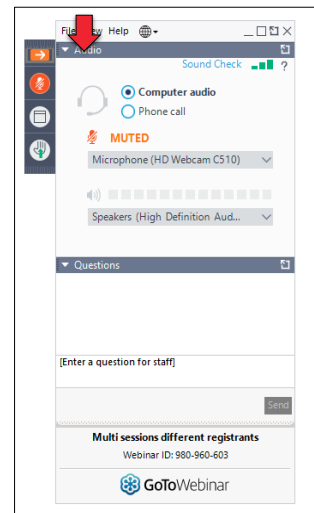 File View Help
Audio
Sound Check ?
Computer audio
Phone call
MUTED
Microphone (HD Webcam C510)
Speakers (High Definition Aud...
Questions
[Enter a question for staff]
Send
Multi sessions different registrants
Webinar ID: 980-960-603
GoToWebinar